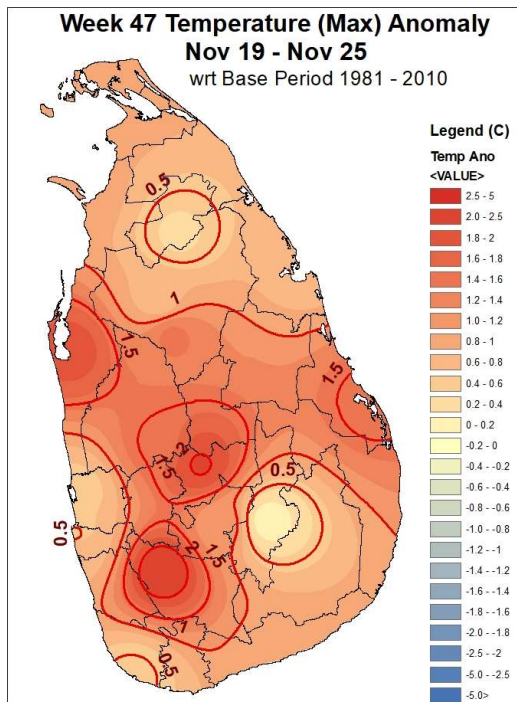 Week 47 Temperature (Max) Anomaly
Nov 19 - Nov 25
wrt Base Period 1981 - 2010
Legend (C)
Temp Ano
<VALUE>
2.5 - 5
2.0 - 2.5
1.8 - 2
1.6 - 1.8
1.4 - 1.6
1.2 - 1.4
1.0 - 1.2
0.8 - 1
0.6 - 0.8
0.4 - 0.6
0.2 - 0.4
0 - 0.2
-0.2 - 0
-0.4 - -0.2
-0.6 - -0.4
-0.8 - -0.6
-1.0 - -0.8
-1.2 - -1
-1.4 - -1.2
-1.6 - -1.4
-1.8 - -1.6
-2.0 - -1.8
-2.5 - -2
-5.0 - -2.5
-5.0>
0.5
1
1.5
1.5
2
1.5
0.5
0.5
2
1.5
1
0.5